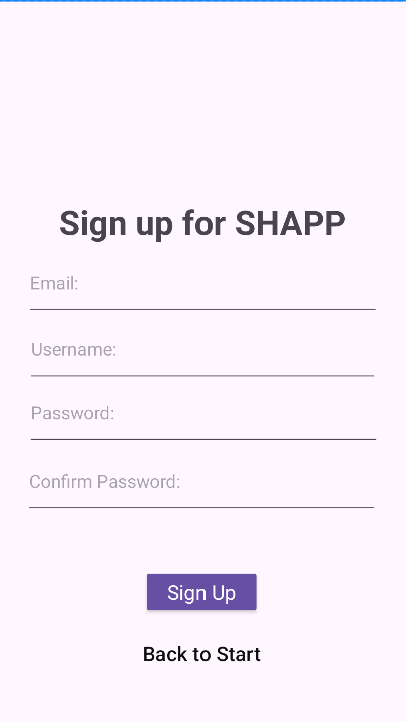 Sign up for SHAPP
Email:
Username:
Password:
Confirm Password:
Sign Up
Back to Start